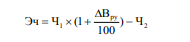 Эч = Ч₁ × (1 + ΔВ_ру / 100) − Ч₂